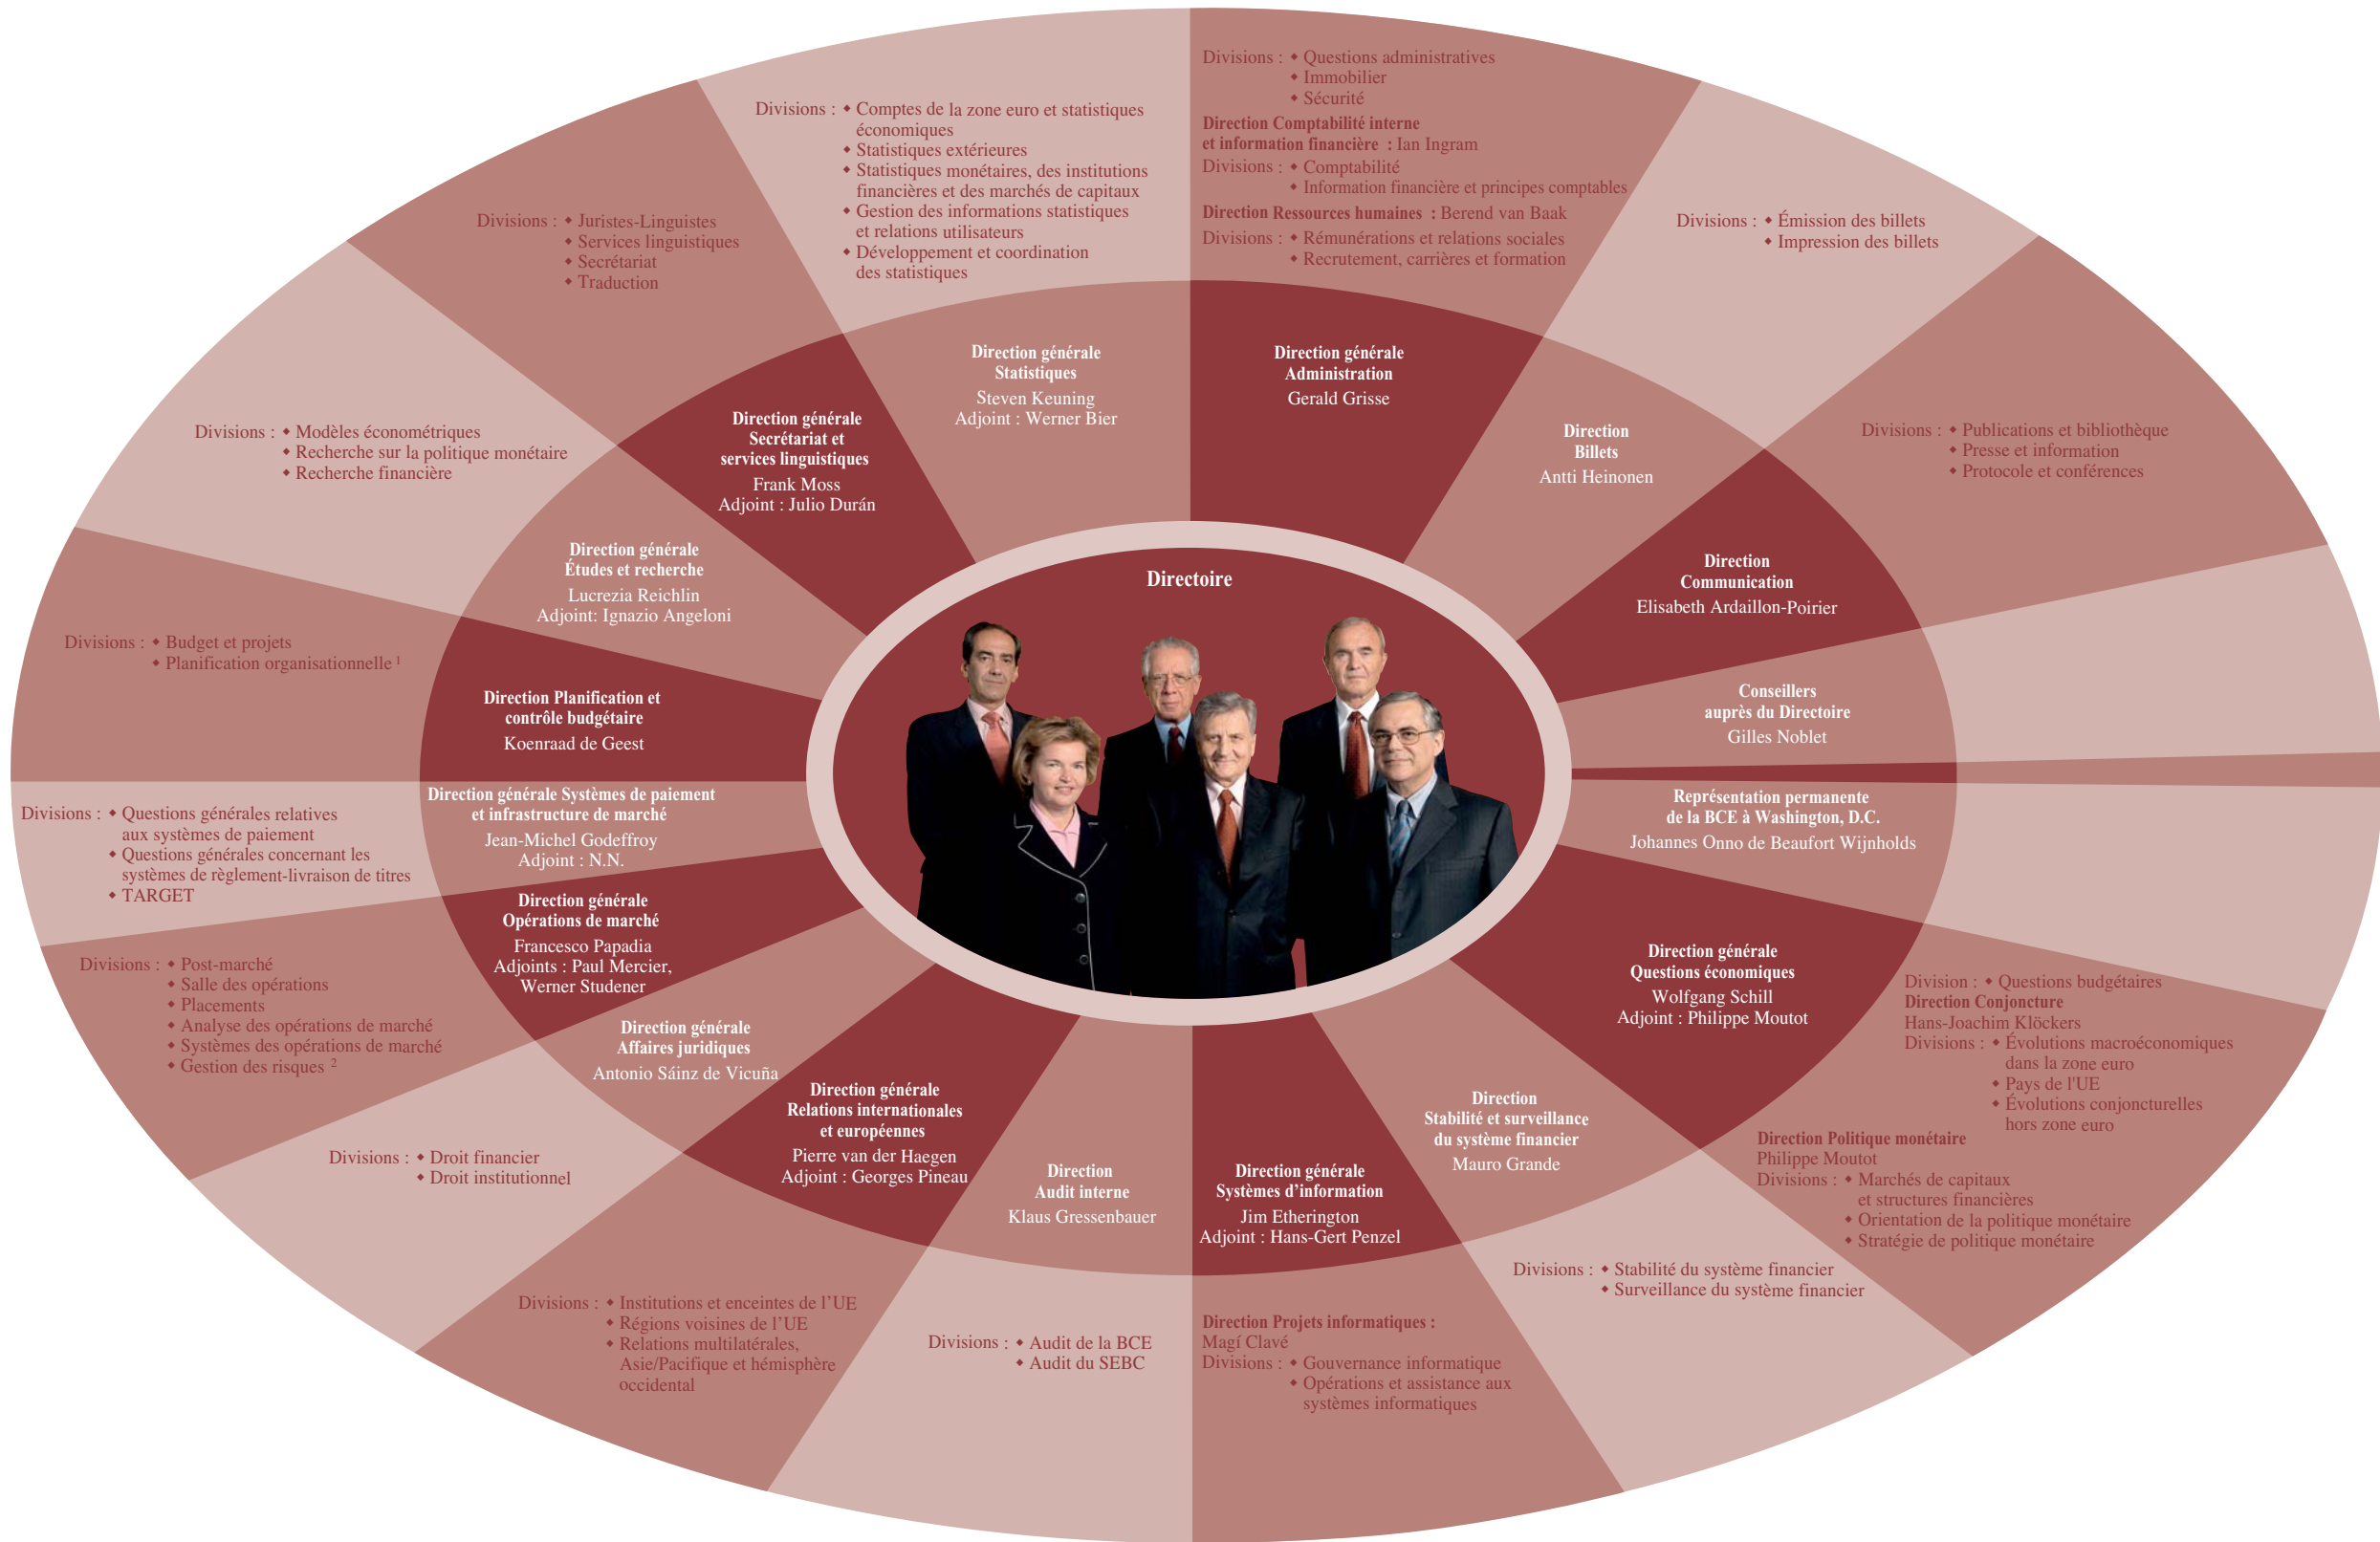 Directoire
Divisions : ◆ Questions administratives
◆ Immobilier
◆ Sécurité
Direction Comptabilité interne
et information financière : Ian Ingram
Divisions : ◆ Comptabilité
◆ Information financière et principes comptables
Direction Ressources humaines : Berend van Baak
Divisions : ◆ Rémunérations et relations sociales
◆ Recrutement, carrières et formation
Direction générale
Administration
Gerald Grisse
Divisions : ◆ Émission des billets
◆ Impression des billets
Direction
Billets
Antti Heinonen
Divisions : ◆ Publications et bibliothèque
◆ Presse et information
◆ Protocole et conférences
Direction
Communication
Elisabeth Ardaillon-Poirier
Conseillers
auprès du Directoire
Gilles Noblet
Représentation permanente
de la BCE à Washington, D.C.
Johannes Onno de Beaufort Wijnholds
Direction générale
Questions économiques
Wolfgang Schill
Adjoint : Philippe Moutot
Division : ◆ Questions budgétaires
Direction Conjoncture
Hans-Joachim Klöckers
Divisions : ◆ Évolutions macroéconomiques
dans la zone euro
◆ Pays de l'UE
◆ Évolutions conjoncturelles
hors zone euro
Direction Politique monétaire
Philippe Moutot
Divisions : ◆ Marchés de capitaux
et structures financières
◆ Orientation de la politique monétaire
◆ Stratégie de politique monétaire
Direction
Stabilité et surveillance
du système financier
Mauro Grande
Divisions : ◆ Stabilité du système financier
◆ Surveillance du système financier
Direction générale
Systèmes d’information
Jim Etherington
Adjoint : Hans-Gert Penzel
Direction Projets informatiques :
Magí Clavé
Divisions : ◆ Gouvernance informatique
◆ Opérations et assistance aux
systèmes informatiques
Direction
Audit interne
Klaus Gressenbauer
Divisions : ◆ Audit de la BCE
◆ Audit du SEBC
Direction générale
Relations internationales
et européennes
Pierre van der Haegen
Adjoint : Georges Pineau
Divisions : ◆ Institutions et enceintes de l’UE
◆ Régions voisines de l’UE
◆ Relations multilatérales,
Asie/Pacifique et hémisphère
occidental
Direction générale
Affaires juridiques
Antonio Sáinz de Vicuña
Divisions : ◆ Droit financier
◆ Droit institutionnel
Direction générale
Opérations de marché
Francesco Papadia
Adjoints : Paul Mercier,
Werner Studener
Divisions : ◆ Post-marché
◆ Salle des opérations
◆ Placements
◆ Analyse des opérations de marché
◆ Systèmes des opérations de marché
◆ Gestion des risques 2
Direction générale Systèmes de paiement
et infrastructure de marché
Jean-Michel Godeffroy
Adjoint : N.N.
Divisions : ◆ Questions générales relatives
aux systèmes de paiement
◆ Questions générales concernant les
systèmes de règlement-livraison de titres
◆ TARGET
Direction Planification et
contrôle budgétaire
Koenraad de Geest
Divisions : ◆ Budget et projets
◆ Planification organisationnelle 1
Direction générale
Études et recherche
Lucrezia Reichlin
Adjoint: Ignazio Angeloni
Divisions : ◆ Modèles économétriques
◆ Recherche sur la politique monétaire
◆ Recherche financière
Direction générale
Secrétariat et
services linguistiques
Frank Moss
Adjoint : Julio Durán
Divisions : ◆ Juristes-Linguistes
◆ Services linguistiques
◆ Secrétariat
◆ Traduction
Direction générale
Statistiques
Steven Keuning
Adjoint : Werner Bier
Divisions : ◆ Comptes de la zone euro et statistiques
économiques
◆ Statistiques extérieures
◆ Statistiques monétaires, des institutions
financières et des marchés de capitaux
◆ Gestion des informations statistiques
et relations utilisateurs
◆ Développement et coordination
des statistiques